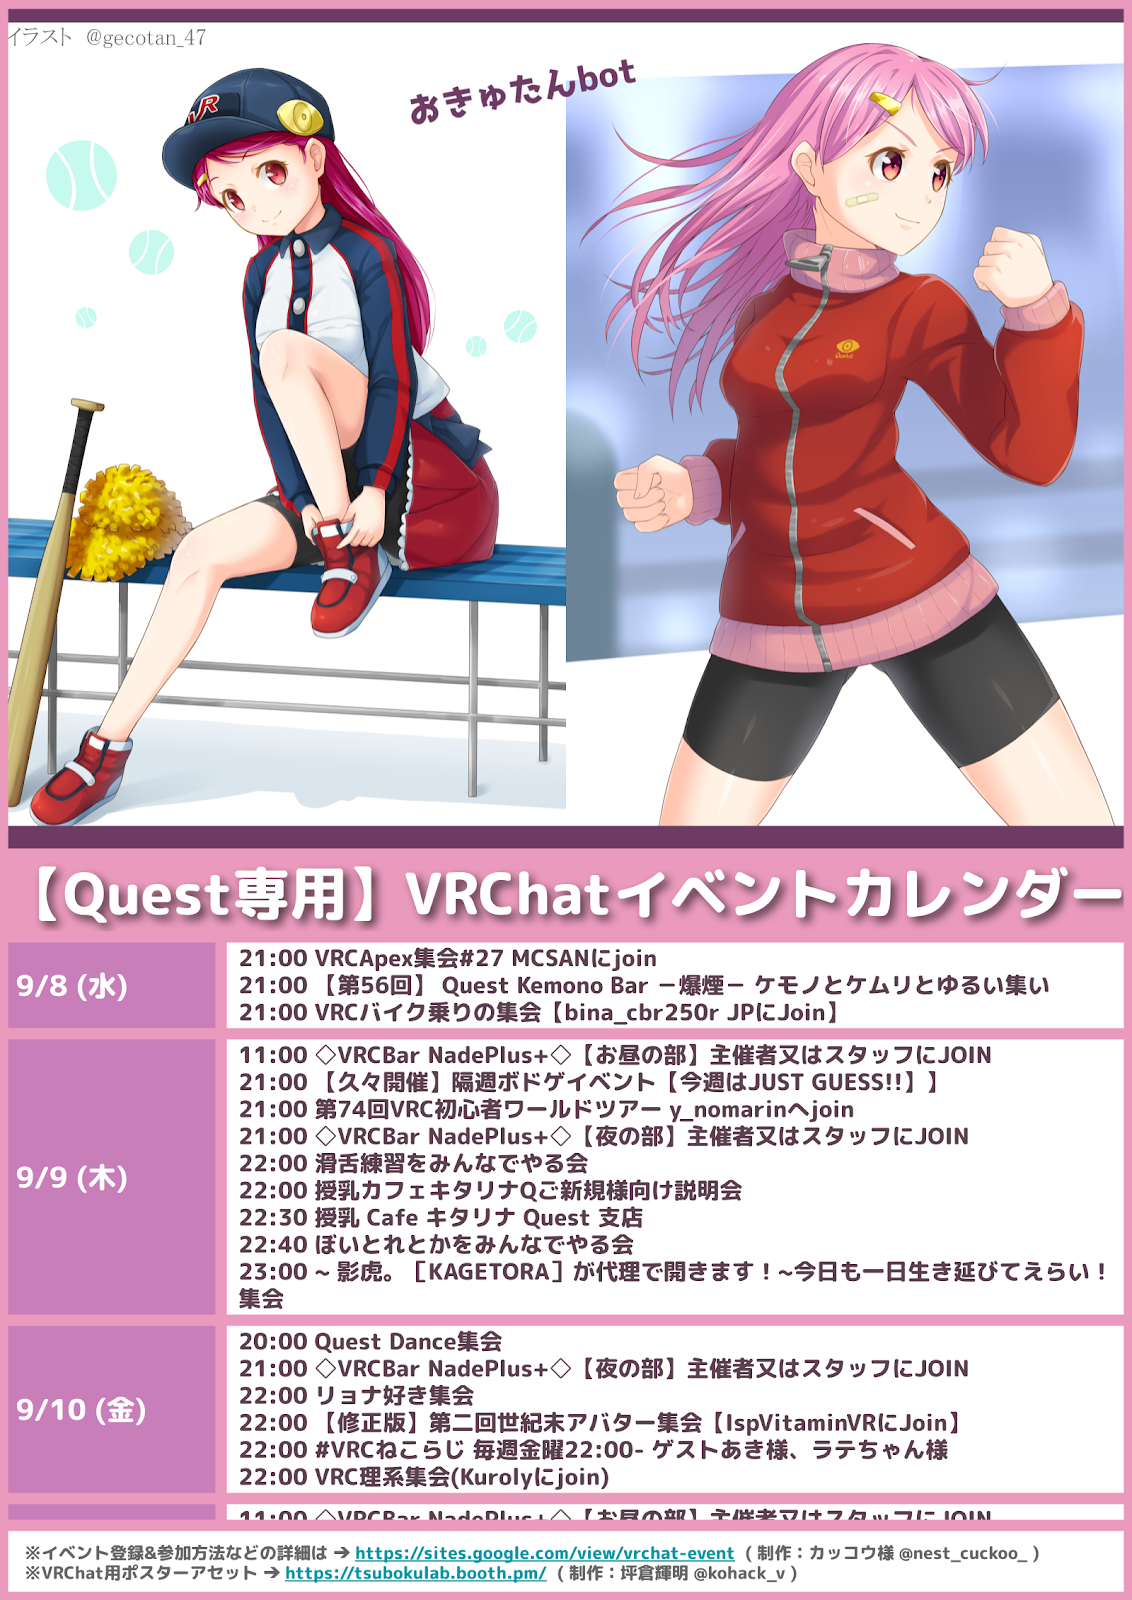 イラスト @gecotan_47
おきゅたんbot
VR
Quest
【Quest専用】VRChatイベントカレンダー
9/8 (水)
21:00 VRCApex集会#27 MCSANにjoin
21:00 【第56回】 Quest Kemono Bar －爆煙－ ケモノとケムリとゆるい集い
21:00 VRCバイク乗りの集会【bina_cbr250r JPにJoin】
9/9 (木)
11:00 ◇VRCBar NadePlus+◇【お昼の部】主催者又はスタッフにJOIN
21:00 【久々開催】隔週ボドゲイベント【今週はJUST GUESS!!】】
21:00 第74回VRC初心者ワールドツアー y_nomarinへjoin
21:00 ◇VRCBar NadePlus+◇【夜の部】主催者又はスタッフにJOIN
22:00 滑舌練習をみんなでやる会
22:00 授乳カフェキタリナQご新規様向け説明会
22:30 授乳 Cafe キタリナ Quest 支店
22:40 ぼいとれとかをみんなでやる会
23:00 ~ 影虎。［KAGETORA］が代理で開きます！~今日も一日生き延びてえらい！
集会
9/10 (金)
20:00 Quest Dance集会
21:00 ◇VRCBar NadePlus+◇【夜の部】主催者又はスタッフにJOIN
22:00 リョナ好き集会
22:00 【修正版】第二回世紀末アバター集会【IspVitaminVRにJoin】
22:00 #VRCねこらじ 毎週金曜22:00- ゲストあき様、ラテちゃん様
22:00 VRC理系集会(Kurolyにjoin)
11:00 ◇VRCBar NadePlus+◇【お昼の部】主催者又はスタッフにJOIN
※イベント登録&参加方法などの詳細は → https://sites.google.com/view/vrchat-event ( 制作：カッコウ様 @nest_cuckoo_ )
※VRChat用ポスターアセット → https://tsubokulab.booth.pm/ ( 制作：坪倉輝明 @kohack_v )